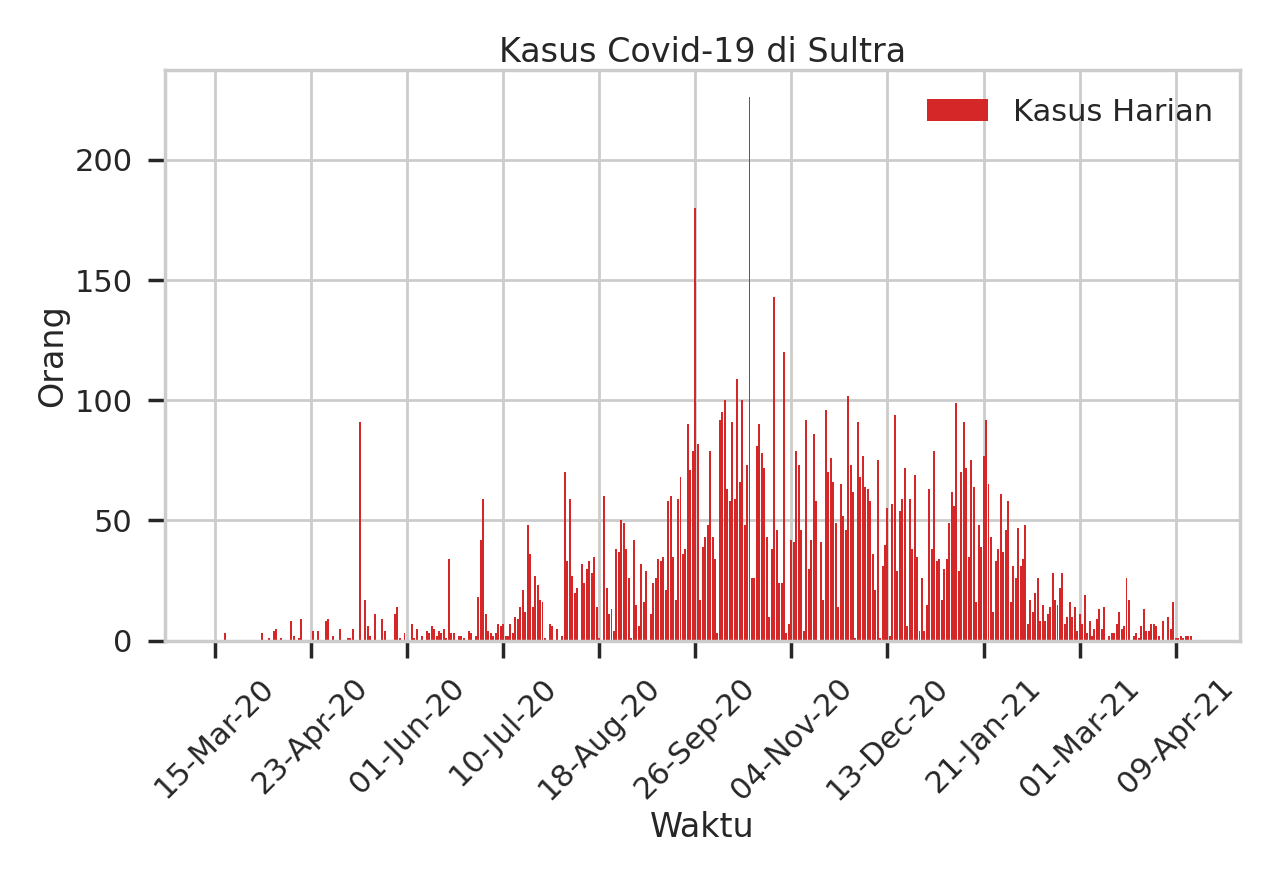 Kasus Covid-19 di Sultra
Kasus Harian
Orang
200
150
100
50
0
15-Mar-20
23-Apr-20
01-Jun-20
10-Jul-20
18-Aug-20
26-Sep-20
04-Nov-20
13-Dec-20
21-Jan-21
01-Mar-21
09-Apr-21
Waktu